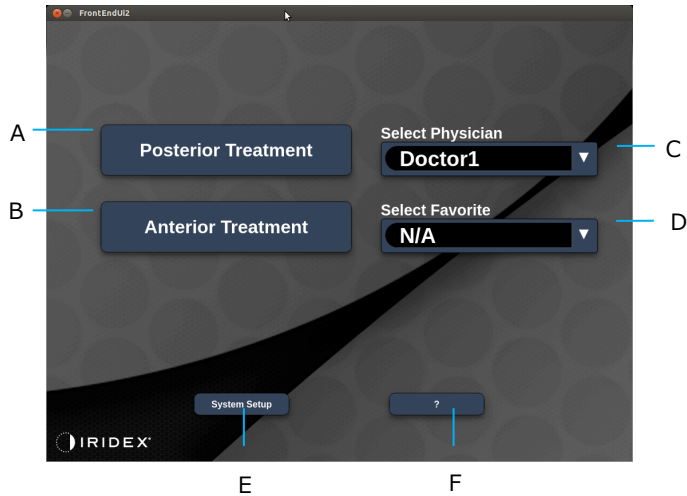 FrontEndUI2
A
Posterior Treatment
Select Physician
Doctor1
▼
C
B
Anterior Treatment
Select Favorite
N/A
▼
D
System Setup
?
IRIDEX
E
F